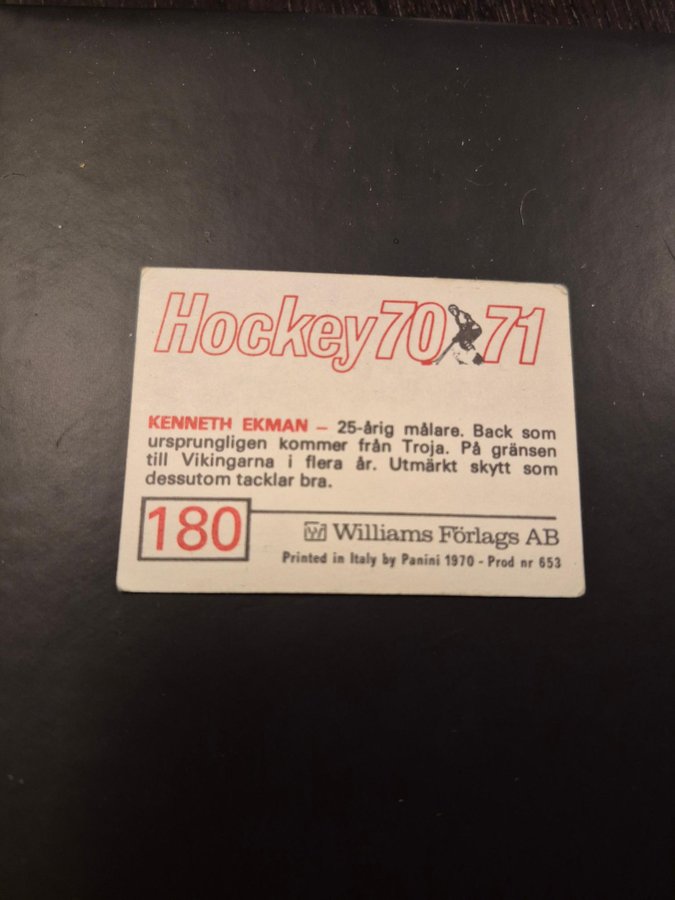 Hockey 70 71
KENNETH EKMAN – 25-årig målare. Back som
ursprungligen kommer från Troja. På gränsen
till Vikingarna i flera år. Utmärkt skytt som
dessutom tacklar bra.
180
W Williams Förlags AB
Printed in Italy by Panini 1970 - Prod nr 653